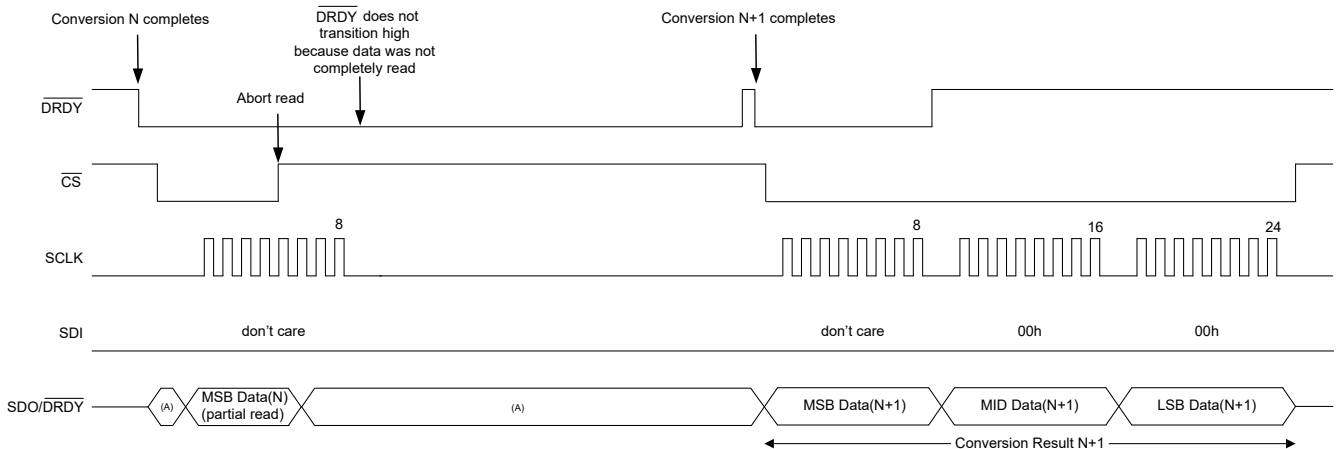 Conversion N completes
DRDY does not
transition high
because data was not
completely read
Conversion N+1 completes
Abort read
DRDY
CS
8
8
16
24
SCLK
SDI
don't care
don't care
00h
00h
SDO/DRDY
(A)
MSB Data(N)
(partial read)
(A)
MSB Data(N+1)
MID Data(N+1)
LSB Data(N+1)
Conversion Result N+1